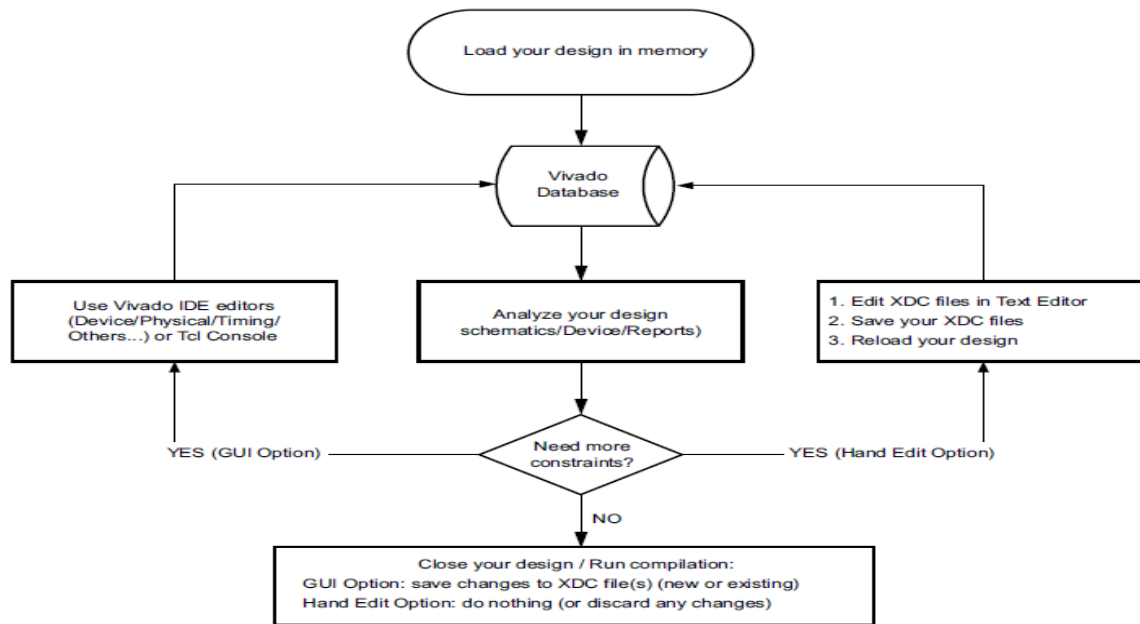 Load your design in memory
Vivado
Database
Use Vivado IDE editors
(Device/Physical/Timing/
Others...) or Tcl Console
Analyze your design
schematics/Device/Reports)
1. Edit XDC files in Text Editor
2. Save your XDC files
3. Reload your design
YES (GUI Option)
Need more
constraints?
YES (Hand Edit Option)
NO
Close your design / Run compilation:
GUI Option: save changes to XDC file(s) (new or existing)
Hand Edit Option: do nothing (or discard any changes)